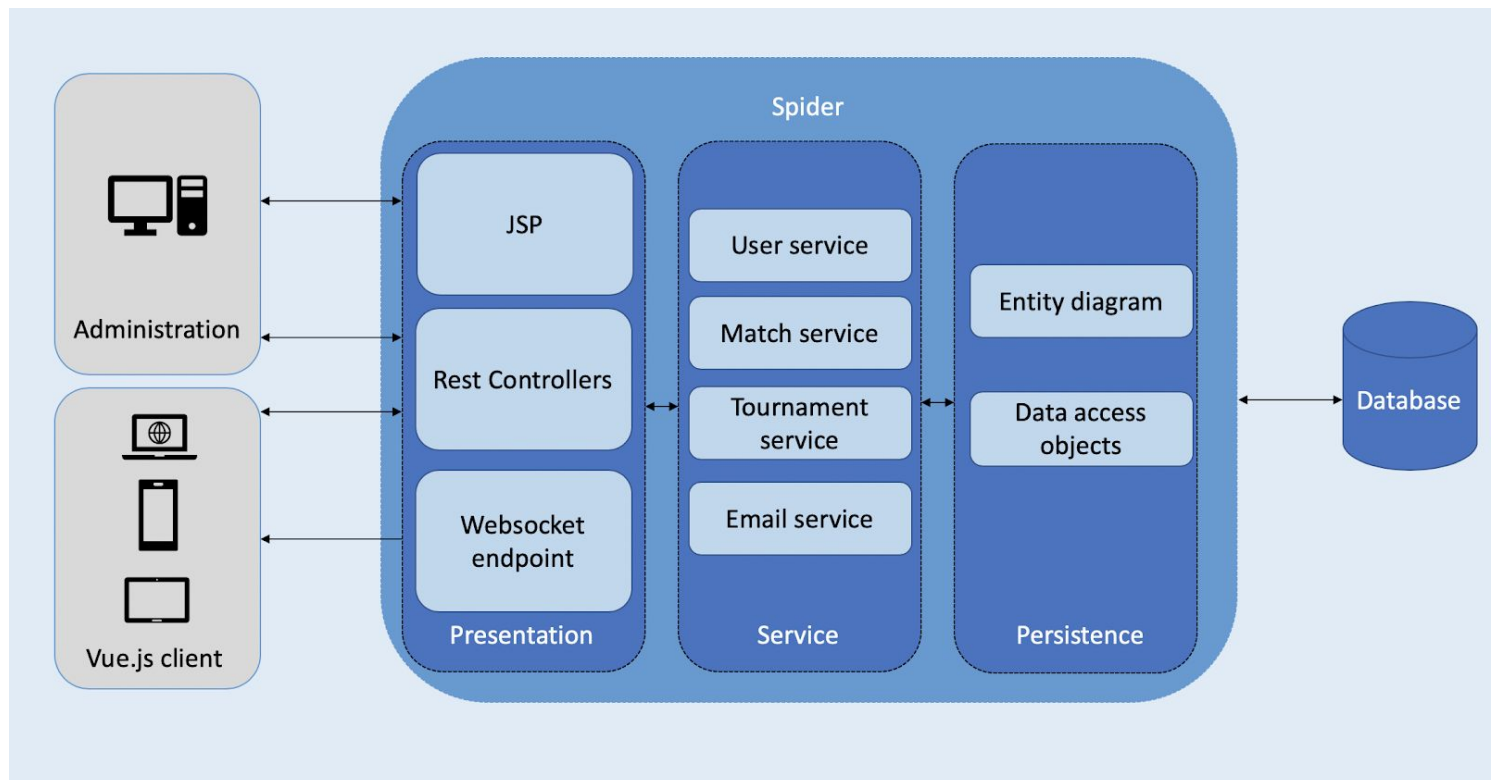 Spider
Administration
Vue.js client
JSP
Rest Controllers
Websocket
endpoint
Presentation
User service
Match service
Tournament
service
Email service
Service
Entity diagram
Data access
objects
Persistence
Database